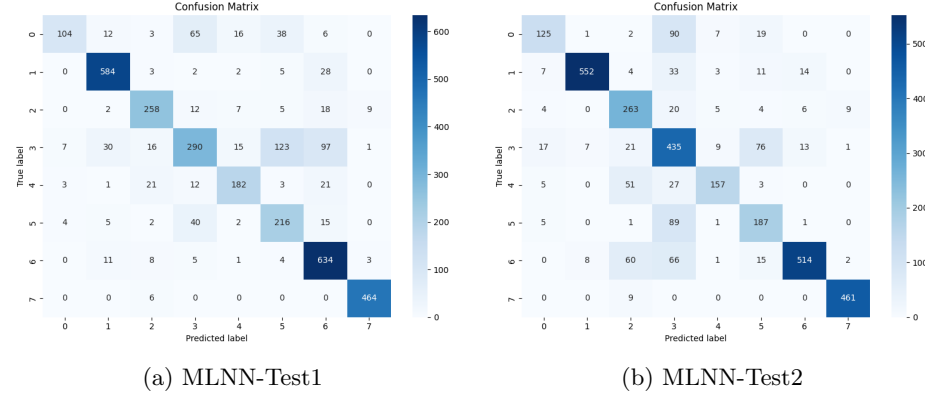 Confusion Matrix
0 104 12 3 65 16 38 6 0
1 0 584 3 2 2 5 28 0
2 0 2 258 12 7 5 18 9
3 7 30 16 290 15 123 97 1
4 3 1 21 12 182 3 21 0
5 4 5 2 40 2 216 15 0
6 0 11 8 5 1 4 634 3
7 0 0 6 0 0 0 0 464
0 1 2 3 4 5 6 7
Predicted label
True label
600
500
400
300
200
100
0
(a) MLNN-Test1
Confusion Matrix
0 125 1 2 90 7 19 0 0
1 7 552 4 33 3 11 14 0
2 4 0 263 20 5 4 6 9
3 17 7 21 435 9 76 13 1
4 5 0 51 27 157 3 0 0
5 5 0 1 89 1 187 1 0
6 0 8 60 66 1 15 514 2
7 0 0 9 0 0 0 0 461
0 1 2 3 4 5 6 7
Predicted label
True label
500
400
300
200
100
0
(b) MLNN-Test2